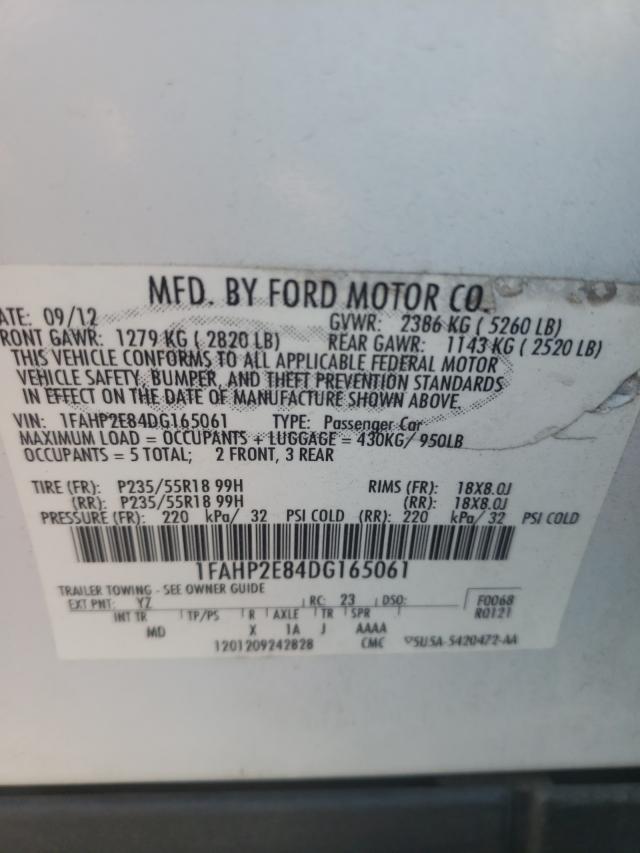 MFD. BY FORD MOTOR CO.
ATE: 09/12
GVWR: 2386 KG ( 5260 LB)
RONT GAWR: 1279 KG ( 2820 LB)
REAR GAWR: 1143 KG ( 2520 LB)
THIS VEHICLE CONFORMS TO ALL APPLICABLE FEDERAL MOTOR
VEHICLE SAFETY, BUMPER, AND THEFT PREVENTION STANDARDS
IN EFFECT ON THE DATE OF MANUFACTURE SHOWN ABOVE.
VIN: 1FAHP2E84DG165061 TYPE: Passenger Car
MAXIMUM LOAD = OCCUPANTS + LUGGAGE = 430KG/ 950LB
OCCUPANTS = 5 TOTAL; 2 FRONT, 3 REAR
TIRE (FR): P235/55R18 99H RIMS (FR): 18X8.0J
(RR): P235/55R18 99H (RR): 18X8.0J
PRESSURE (FR): 220 kPa/ 32 PSI COLD (RR): 220 kPa/ 32 PSI COLD
1FAHP2E84DG165061
TRAILER TOWING - SEE OWNER GUIDE
EXT PNT: YZ RC: 23 DSO: F0068
INT TR TP/PS R AXLE TR SPR R0121
MD X 1A J AAAA
1201209242828 CMC 5U5A-5420472-AA